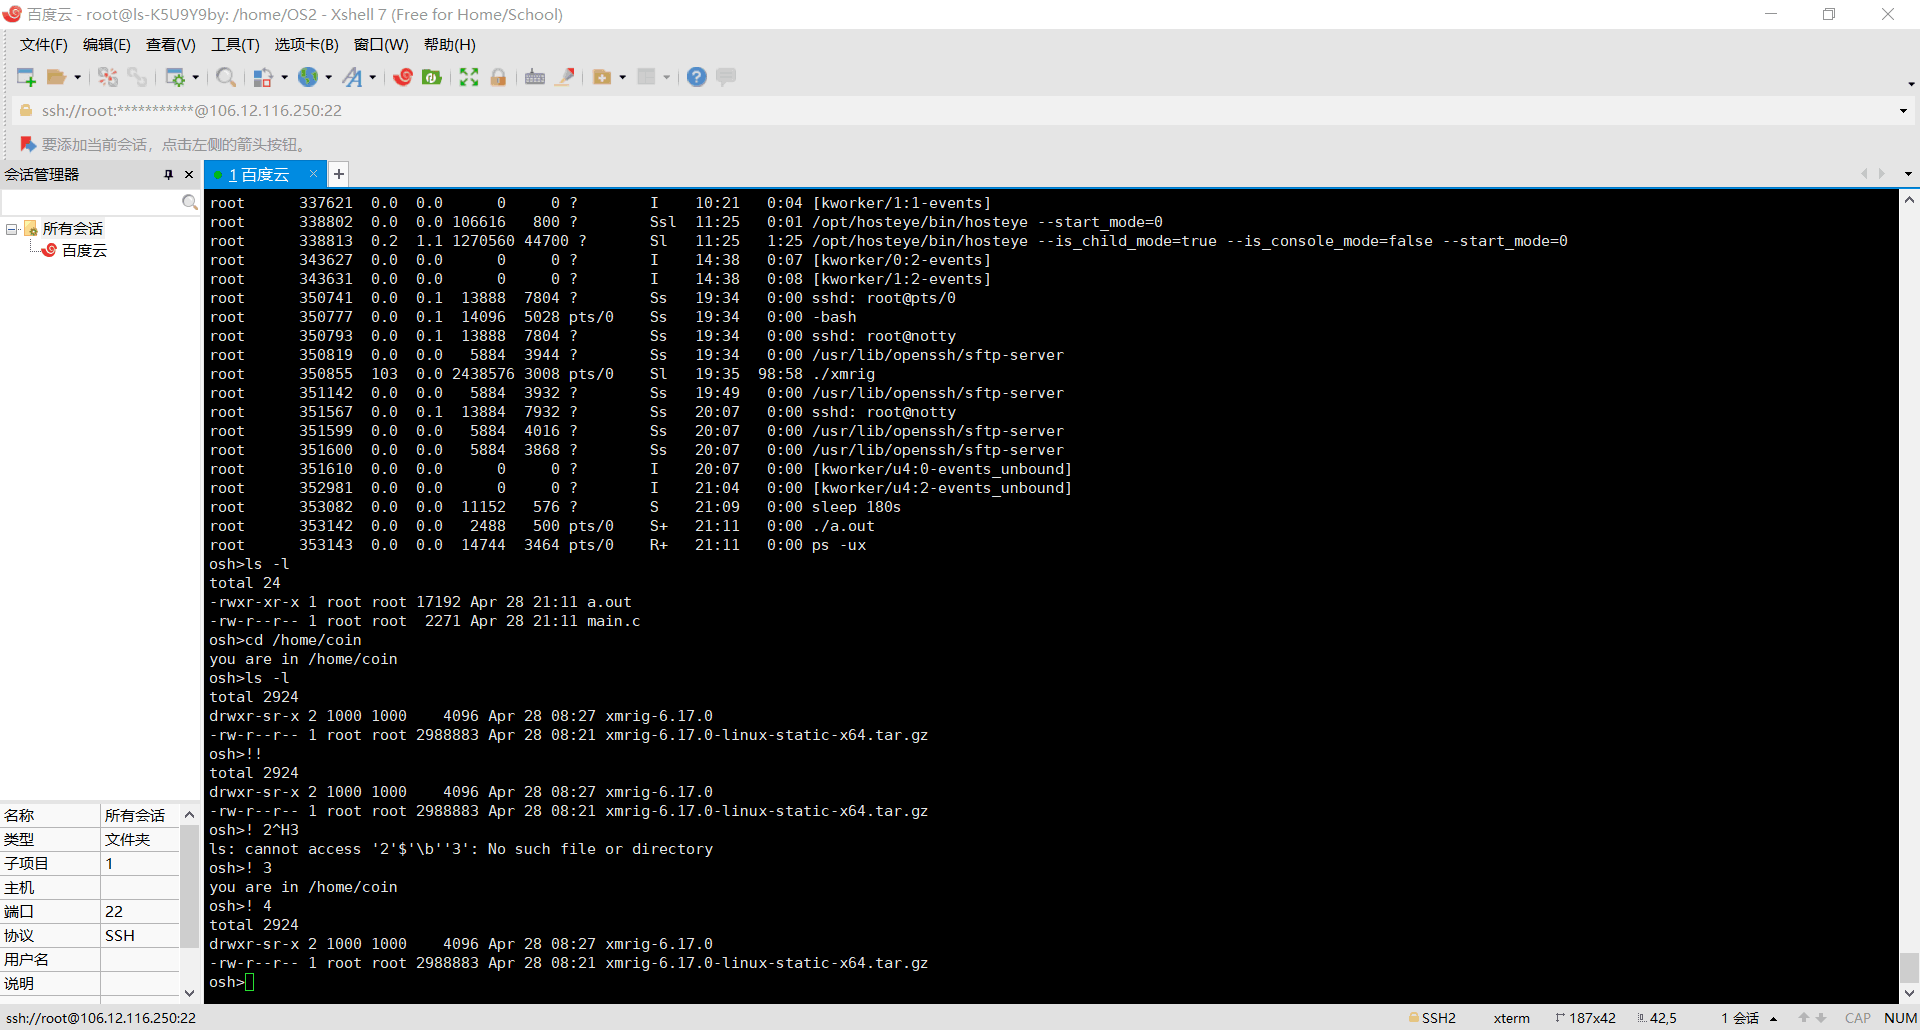 百度云 - root@ls-K5U9Y9by: /home/OS2 - Xshell 7 (Free for Home/School)
文件(F) 编辑(E) 查看(V) 工具(T) 选项卡(B) 窗口(W) 帮助(H)
ssh://root:***********@106.12.116.250:22
要添加当前会话，点击左侧的箭头按钮。
会话管理器
所有会话
百度云
名称 所有会话
类型 文件夹
子项目 1
主机
端口 22
协议 SSH
用户名
说明
1 百度云
root 337621 0.0 0.0 0 0 ? I 10:21 0:04 [kworker/1:1-events]
root 338802 0.0 0.0 106616 800 ? Ssl 11:25 0:01 /opt/hosteye/bin/hosteye --start_mode=0
root 338813 0.2 1.1 1270560 44700 ? Sl 11:25 1:25 /opt/hosteye/bin/hosteye --is_child_mode=true --is_console_mode=false --start_mode=0
root 343627 0.0 0.0 0 0 ? I 14:38 0:07 [kworker/0:2-events]
root 343631 0.0 0.0 0 0 ? I 14:38 0:08 [kworker/1:2-events]
root 350741 0.0 0.1 13888 7804 ? Ss 19:34 0:00 sshd: root@pts/0
root 350777 0.0 0.1 14096 5028 pts/0 Ss 19:34 0:00 -bash
root 350793 0.0 0.1 13888 7804 ? Ss 19:34 0:00 sshd: root@notty
root 350819 0.0 0.0 5884 3944 ? Ss 19:34 0:00 /usr/lib/openssh/sftp-server
root 350855 103 0.0 2438576 3008 pts/0 Sl 19:35 98:58 ./xmrig
root 351142 0.0 0.0 5884 3932 ? Ss 19:49 0:00 /usr/lib/openssh/sftp-server
root 351567 0.0 0.1 13884 7932 ? Ss 20:07 0:00 sshd: root@notty
root 351599 0.0 0.0 5884 4016 ? Ss 20:07 0:00 /usr/lib/openssh/sftp-server
root 351600 0.0 0.0 5884 3868 ? Ss 20:07 0:00 /usr/lib/openssh/sftp-server
root 351610 0.0 0.0 0 0 ? I 20:07 0:00 [kworker/u4:0-events_unbound]
root 352981 0.0 0.0 0 0 ? I 21:04 0:00 [kworker/u4:2-events_unbound]
root 353082 0.0 0.0 11152 576 ? S 21:09 0:00 sleep 180s
root 353142 0.0 0.0 2488 500 pts/0 S+ 21:11 0:00 ./a.out
root 353143 0.0 0.0 14744 3464 pts/0 R+ 21:11 0:00 ps -ux
osh>ls -l
total 24
-rwxr-xr-x 1 root root 17192 Apr 28 21:11 a.out
-rw-r--r-- 1 root root 2271 Apr 28 21:11 main.c
osh>cd /home/coin
you are in /home/coin
osh>ls -l
total 2924
drwxr-sr-x 2 1000 1000 4096 Apr 28 08:27 xmrig-6.17.0
-rw-r--r-- 1 root root 2988883 Apr 28 08:21 xmrig-6.17.0-linux-static-x64.tar.gz
osh>!!
total 2924
drwxr-sr-x 2 1000 1000 4096 Apr 28 08:27 xmrig-6.17.0
-rw-r--r-- 1 root root 2988883 Apr 28 08:21 xmrig-6.17.0-linux-static-x64.tar.gz
osh>! 2^H3
ls: cannot access '2'$'\b''3': No such file or directory
osh>! 3
you are in /home/coin
osh>! 4
total 2924
drwxr-sr-x 2 1000 1000 4096 Apr 28 08:27 xmrig-6.17.0
-rw-r--r-- 1 root root 2988883 Apr 28 08:21 xmrig-6.17.0-linux-static-x64.tar.gz
osh>
ssh://root@106.12.116.250:22 SSH2 xterm 187x42 42,5 1 会话 CAP NUM